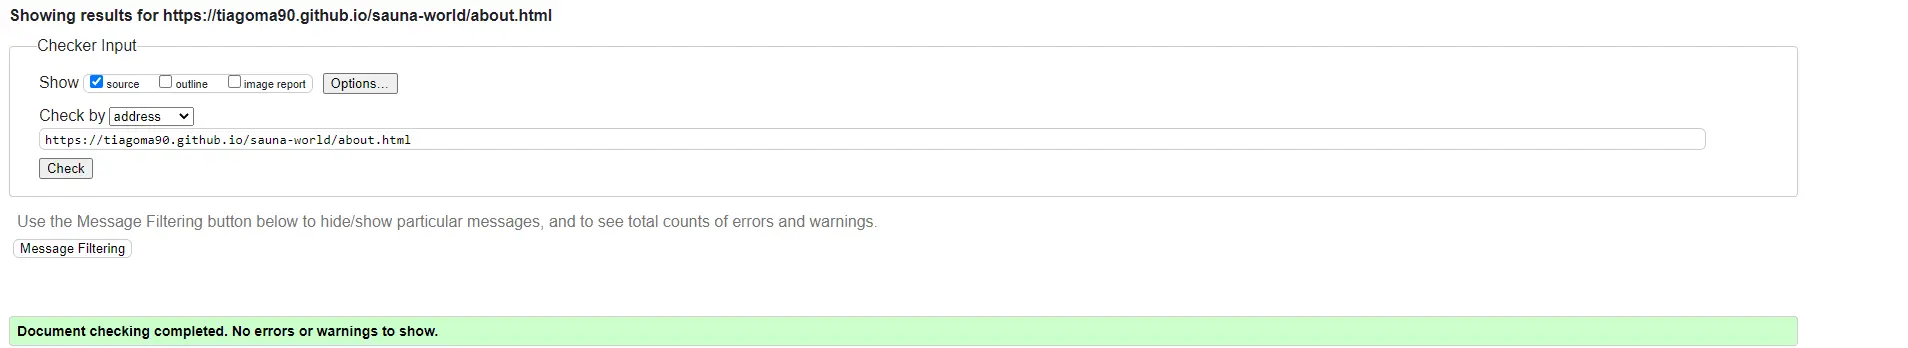 Showing results for https://tiagoma90.github.io/sauna-world/about.html
Checker Input
Show source outline image report Options...
Check by address
https://tiagoma90.github.io/sauna-world/about.html
Check
Use the Message Filtering button below to hide/show particular messages, and to see total counts of errors and warnings.
Message Filtering
Document checking completed. No errors or warnings to show.